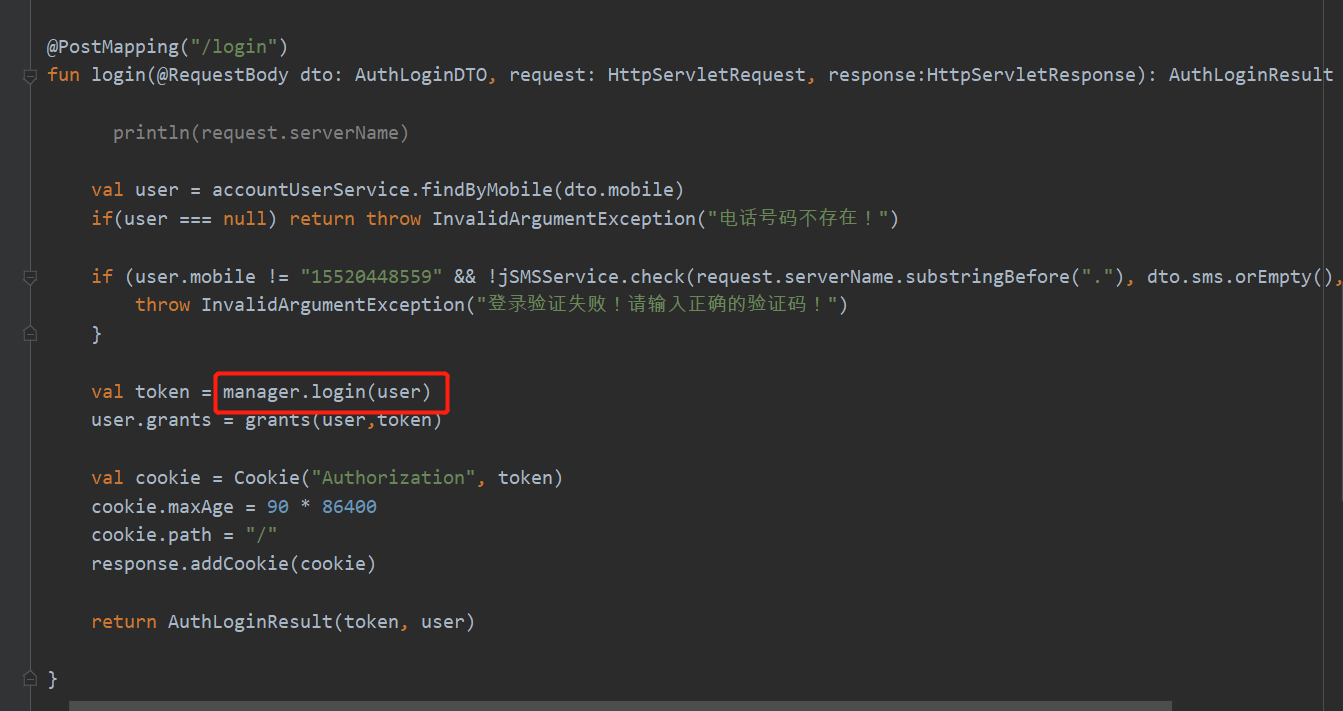 @PostMapping("/login")
fun login(@RequestBody dto: AuthLoginDTO, request: HttpServletRequest, response:HttpServletResponse): AuthLoginResult
println(request.serverName)
val user = accountUserService.findByMobile(dto.mobile)
if(user === null) return throw InvalidArgumentException("电话号码不存在！")
if (user.mobile != "15520448559" && !jSMSService.check(request.serverName.substringBefore("."), dto.sms.orEmpty(),
throw InvalidArgumentException("登录验证失败！请输入正确的验证码！")
}
val token = manager.login(user)
user.grants = grants(user,token)
val cookie = Cookie("Authorization", token)
cookie.maxAge = 90 * 86400
cookie.path = "/"
response.addCookie(cookie)
return AuthLoginResult(token, user)
}